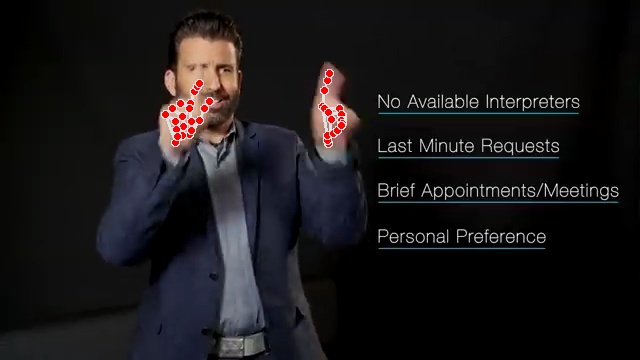 No Available Interpreters
Last Minute Requests
Brief Appointments/Meetings
Personal Preference